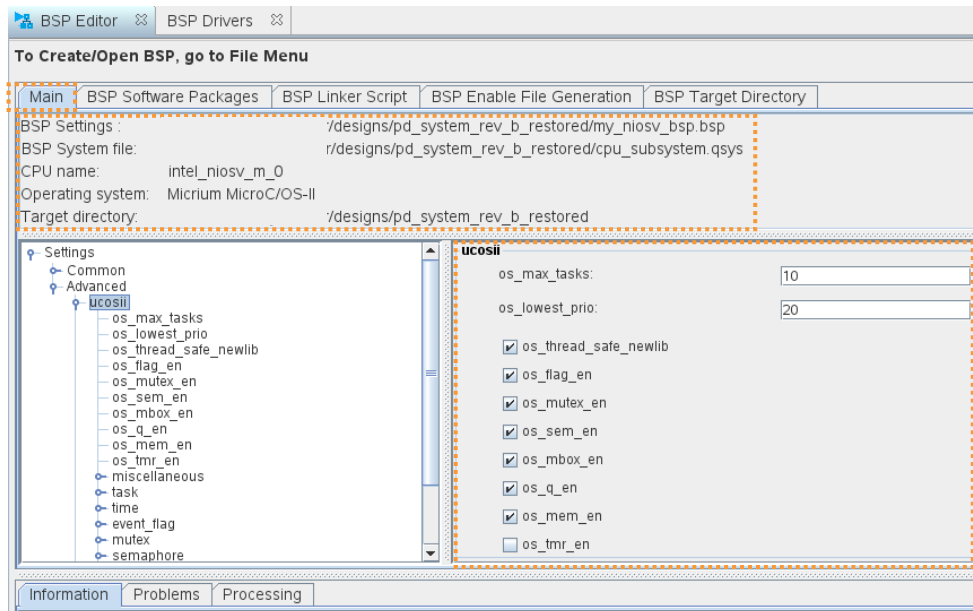 BSP Editor BSP Drivers
To Create/Open BSP, go to File Menu
Main BSP Software Packages BSP Linker Script BSP Enable File Generation BSP Target Directory
BSP Settings : r/designs/pd_system_rev_b_restored/my_niosv_bsp.bsp
BSP System file: r/designs/pd_system_rev_b_restored/cpu_subsystem.qsys
CPU name: intel_niosv_m_0
Operating system: Micrium MicroC/OS-II
Target directory: r/designs/pd_system_rev_b_restored
Settings
Common
Advanced
ucosii
os_max_tasks
os_lowest_prio
os_thread_safe_newlib
os_flag_en
os_mutex_en
os_sem_en
os_mbox_en
os_q_en
os_mem_en
os_tmr_en
miscellaneous
task
time
event_flag
mutex
semaphore
ucosii
os_max_tasks: 10
os_lowest_prio: 20
os_thread_safe_newlib
os_flag_en
os_mutex_en
os_sem_en
os_mbox_en
os_q_en
os_mem_en
os_tmr_en
Information Problems Processing